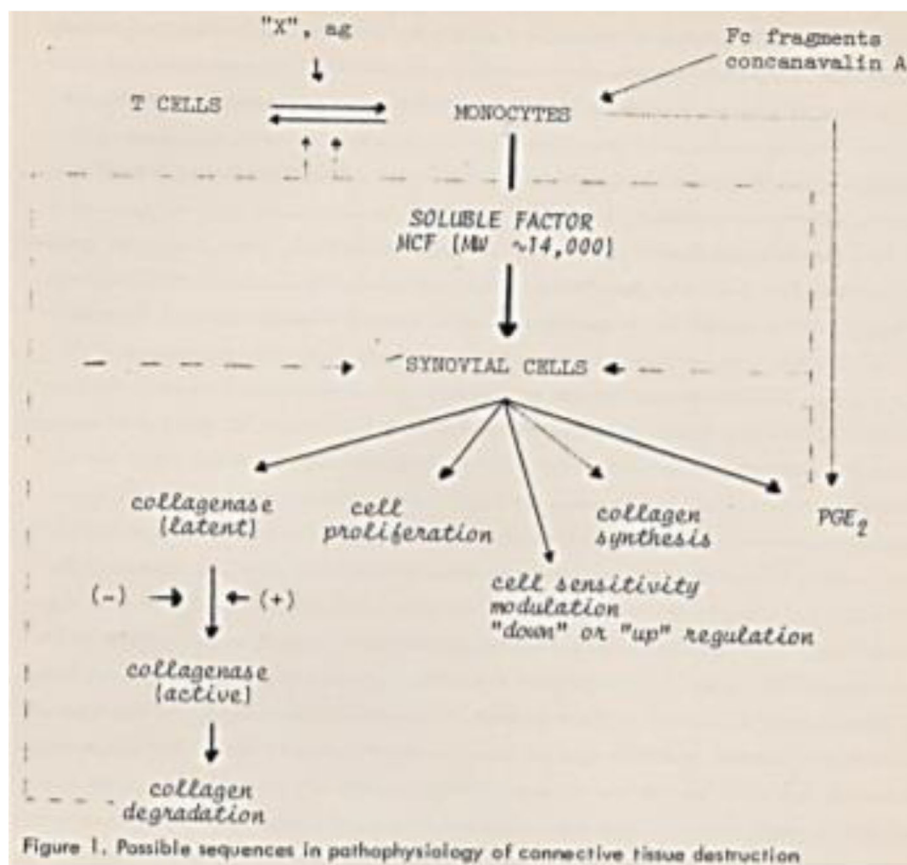 "X", ag
Fc fragments
concanavalin A
T CELLS
MONOCYTES
SOLUBLE FACTOR
MCF (MW ~14,000)
SYNOVIAL CELLS
collagenase
(latent)
cell
proliferation
collagen
synthesis
PGE2
cell sensitivity
modulation
"down" or "up" regulation
(-)
(+)
collagenase
(active)
collagen
degradation
Figure 1. Possible sequences in pathophysiology of connective tissue destruction